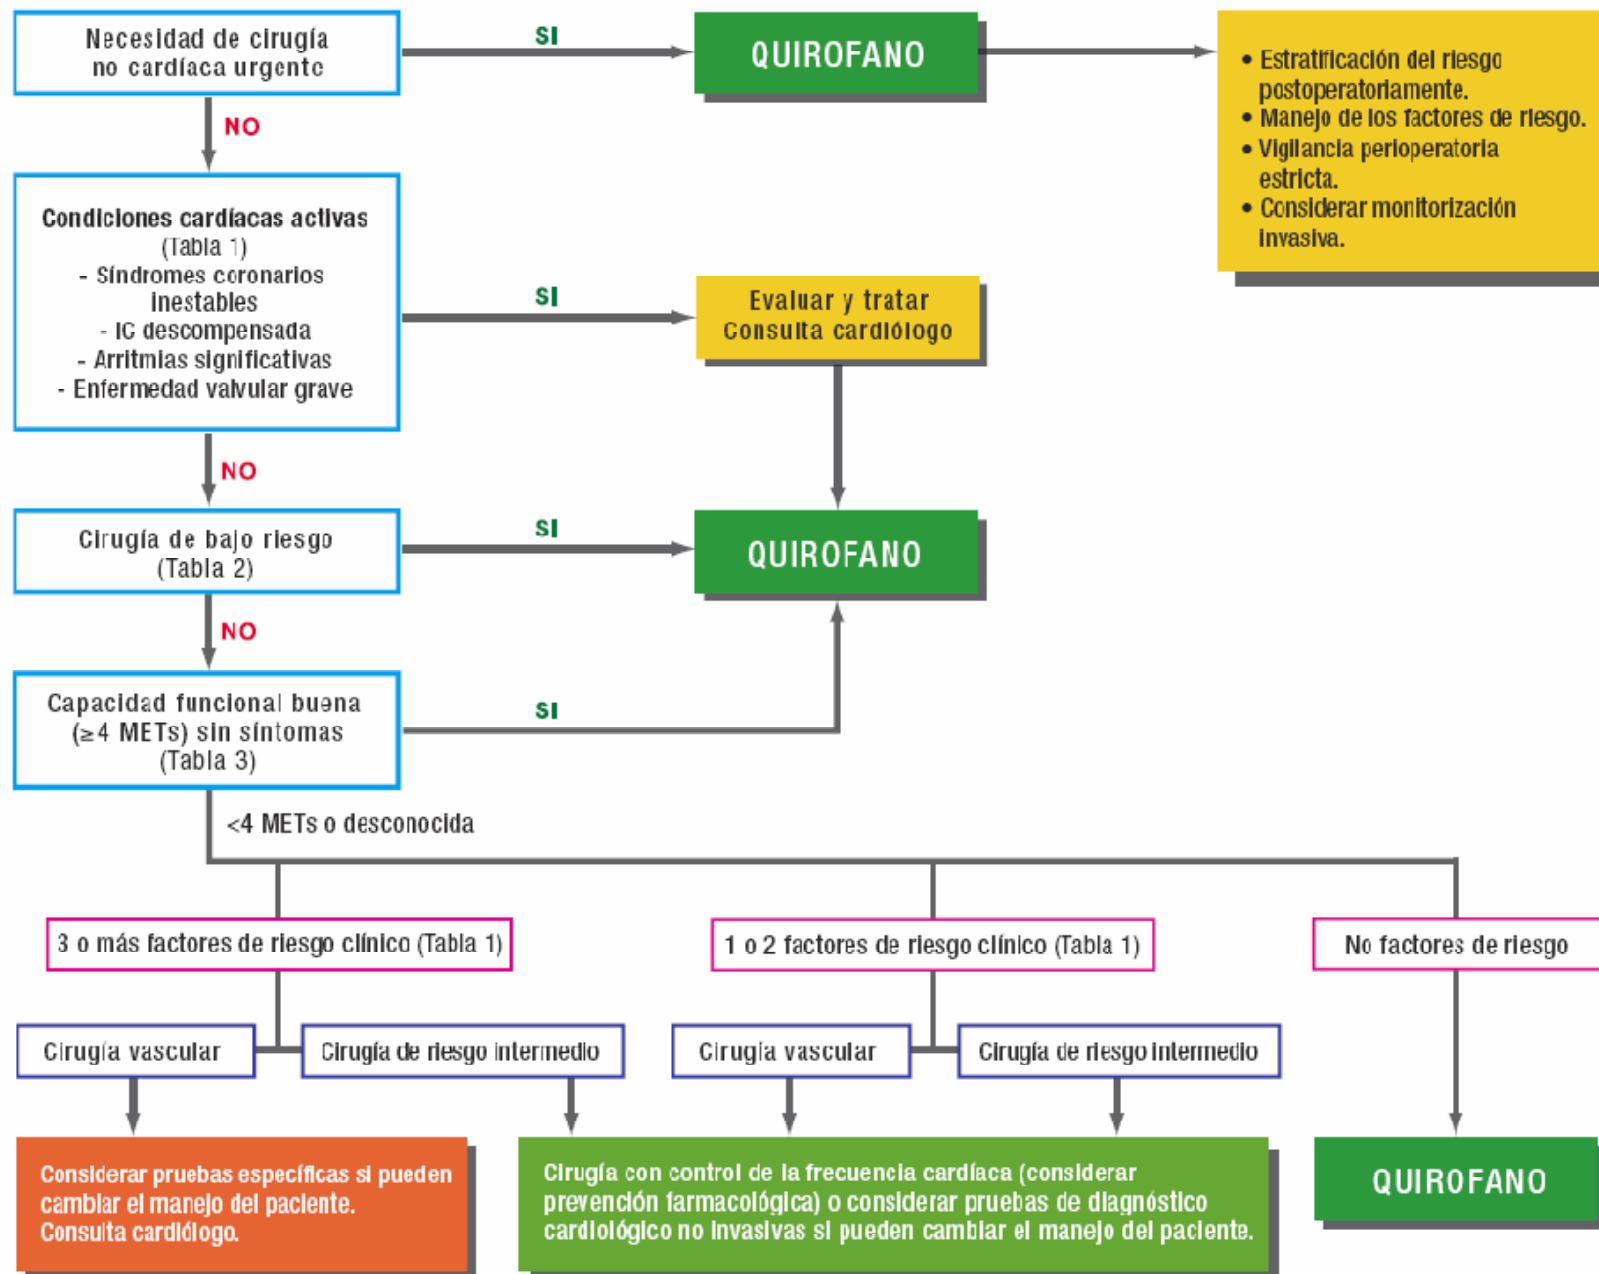 Necesidad de cirugía
no cardíaca urgente
SI
QUIROFANO
• Estratificación del riesgo
postoperatoriamente.
• Manejo de los factores de riesgo.
• Vigilancia perioperatoria
estricta.
• Considerar monitorización
invasiva.
NO
Condiciones cardíacas activas
(Tabla 1)
- Síndromes coronarios
inestables
- IC descompensada
- Arritmias significativas
- Enfermedad valvular grave
SI
Evaluar y tratar
Consulta cardiólogo
NO
Cirugía de bajo riesgo
(Tabla 2)
SI
QUIROFANO
NO
Capacidad funcional buena
(≥4 METs) sin síntomas
(Tabla 3)
SI
<4 METs o desconocida
3 o más factores de riesgo clínico (Tabla 1)
1 o 2 factores de riesgo clínico (Tabla 1)
No factores de riesgo
Cirugía vascular
Cirugía de riesgo intermedio
Cirugía vascular
Cirugía de riesgo intermedio
Considerar pruebas específicas si pueden
cambiar el manejo del paciente.
Consulta cardiólogo.
Cirugía con control de la frecuencia cardíaca (considerar
prevención farmacológica) o considerar pruebas de diagnóstico
cardiológico no invasivas si pueden cambiar el manejo del paciente.
QUIROFANO